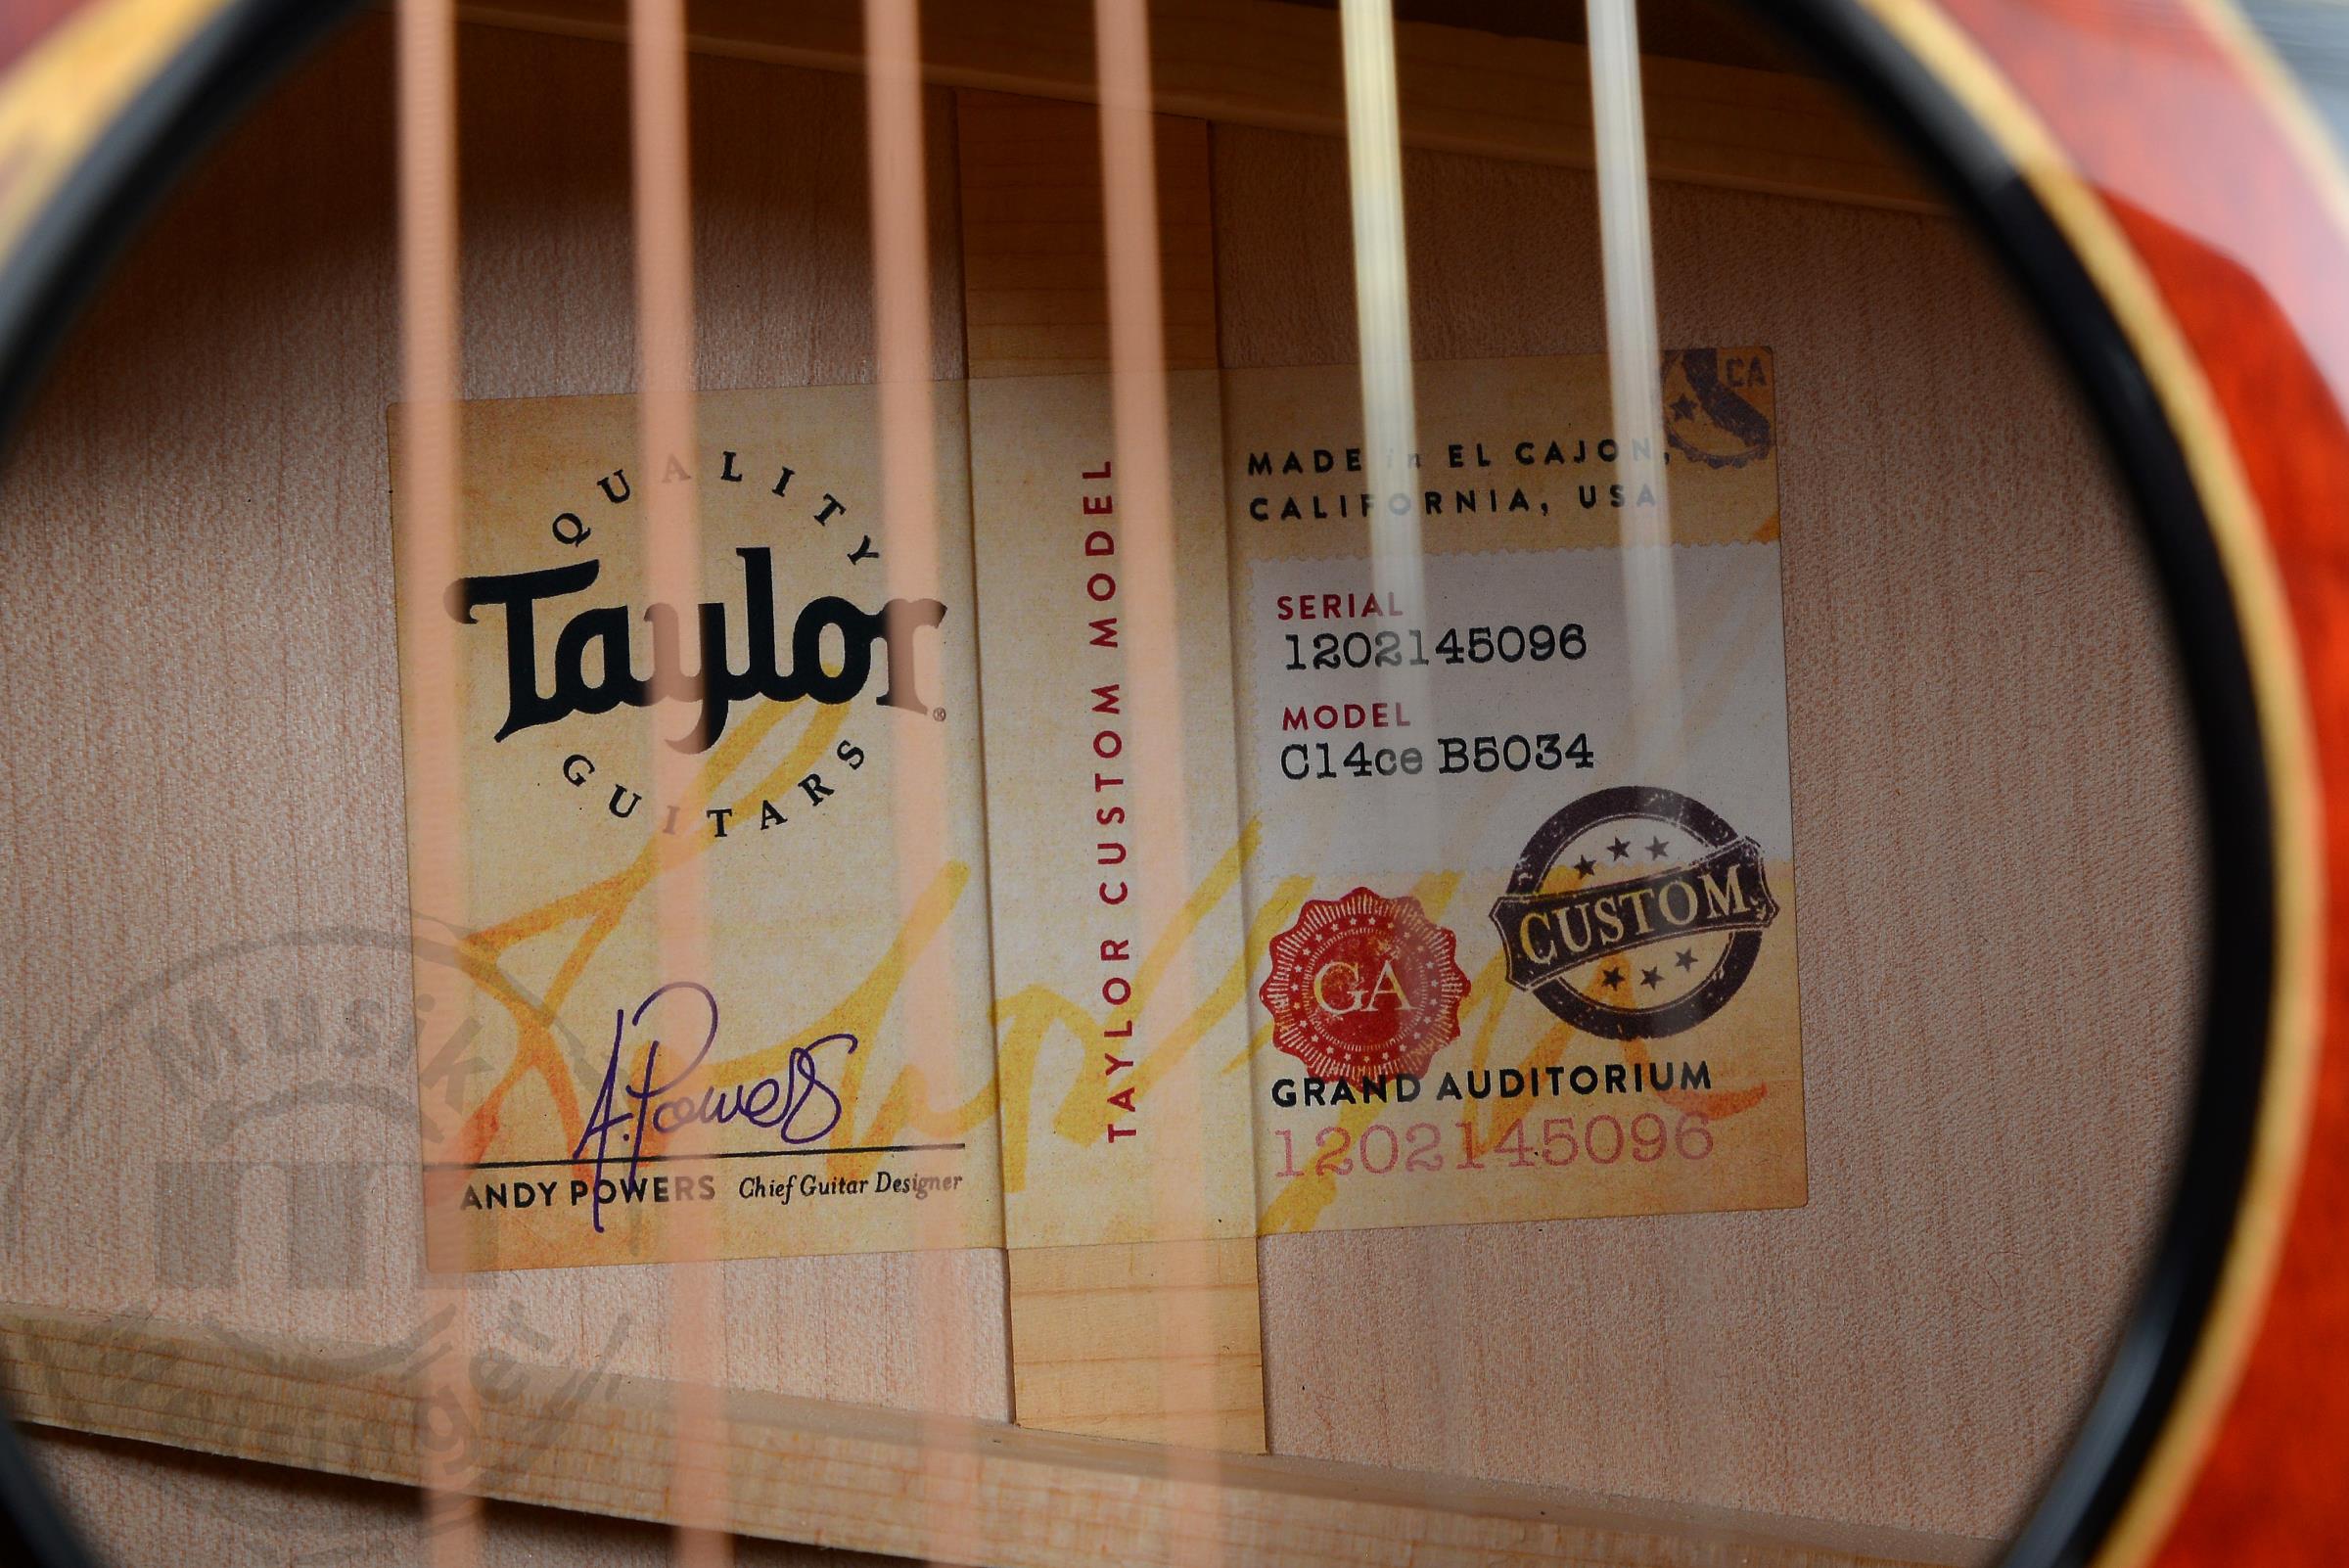 QUALITY
Taylor®
GUITARS
A.Powers
ANDY POWERS Chief Guitar Designer
TAYLOR CUSTOM MODEL
CA
MADE in EL CAJON,
CALIFORNIA, USA
SERIAL
1202145096
MODEL
C14ce B5034
CUSTOM
GA
GRAND AUDITORIUM
1202145096
Musik